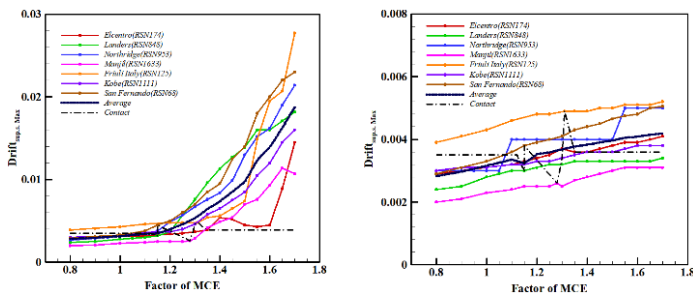 0.03
Elcentro(RSN174)
Landers(RSN848)
Northridge(RSN953)
Manjil(RSN1633)
Friuli Italy(RSN125)
Kobe(RSN1111)
San Fernando(RSN68)
Average
Contact
0.02
0.01
0
0.8 1 1.2 1.4 1.6 1.8
Factor of MCE
Max
0.008
Elcentro(RSN174)
Landers(RSN848)
Northridge(RSN953)
Manjil(RSN1633)
Friuli Italy(RSN125)
Kobe(RSN1111)
San Fernando(RSN68)
Average
Contact
0.006
0.004
0.002
0
0.8 1 1.2 1.4 1.6 1.8
Factor of MCE
Max